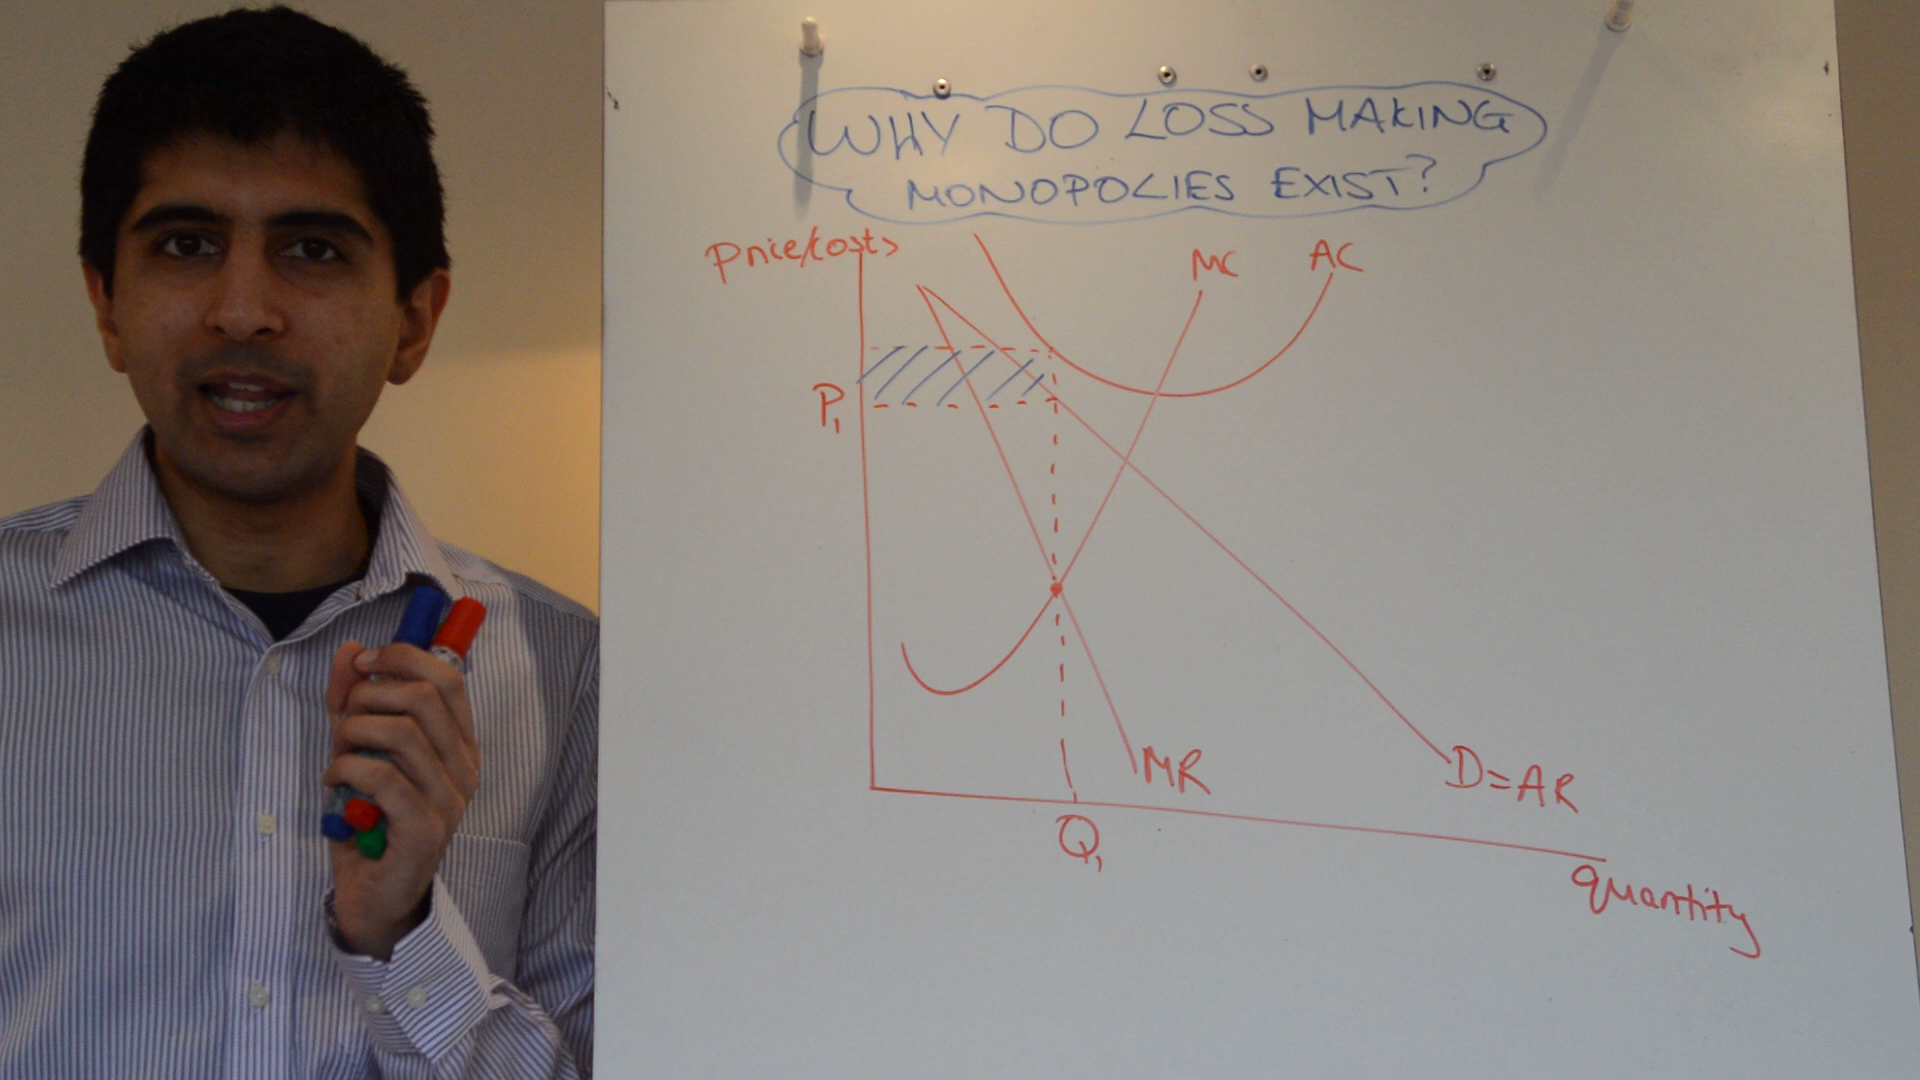 WHY DO LOSS MAKING
MONOPOLIES EXIST?
Price/costs
MC
AC
P1
MR
D=AR
Q1
quantity